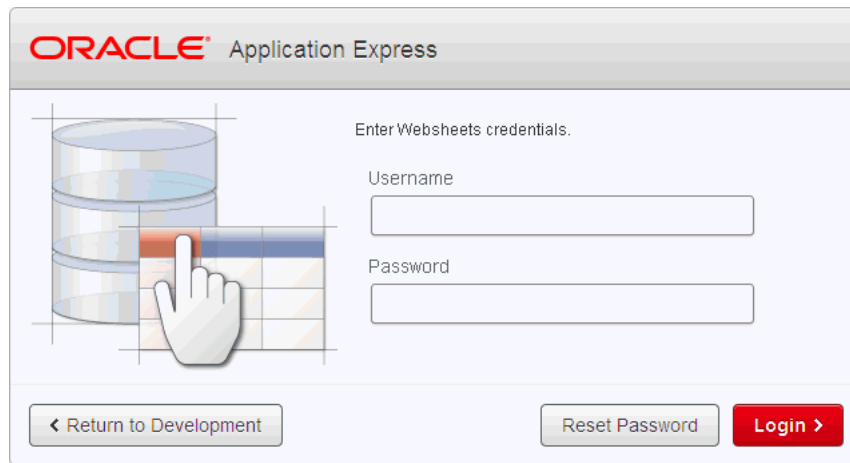 ORACLE® Application Express
Enter Websheets credentials.
Username
Password
Return to Development
Reset Password
Login